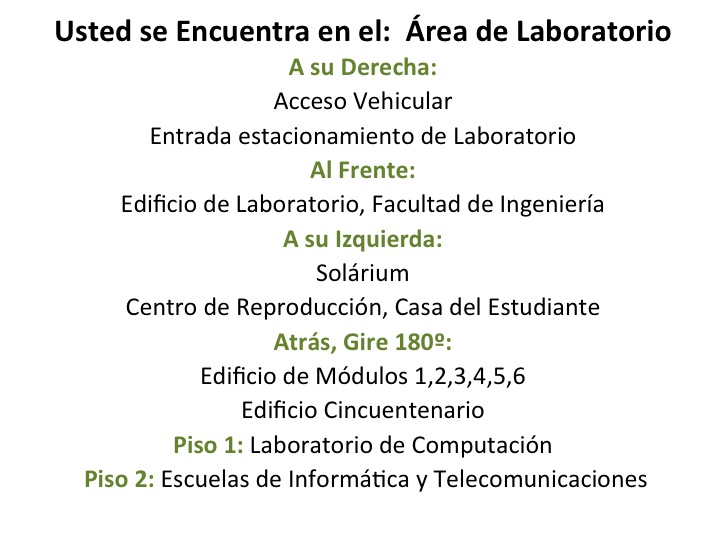 Usted se Encuentra en el:  Área de Laboratorio
A su Derecha:
Acceso Vehicular
Entrada estacionamiento de Laboratorio
Al Frente:
Edificio de Laboratorio, Facultad de Ingeniería
A su Izquierda:
Solárium
Centro de Reproducción, Casa del Estudiante
Atrás, Gire 180º:
Edificio de Módulos 1,2,3,4,5,6
Edificio Cincuentenario
Piso 1: Laboratorio de Computación
Piso 2: Escuelas de Informática y Telecomunicaciones